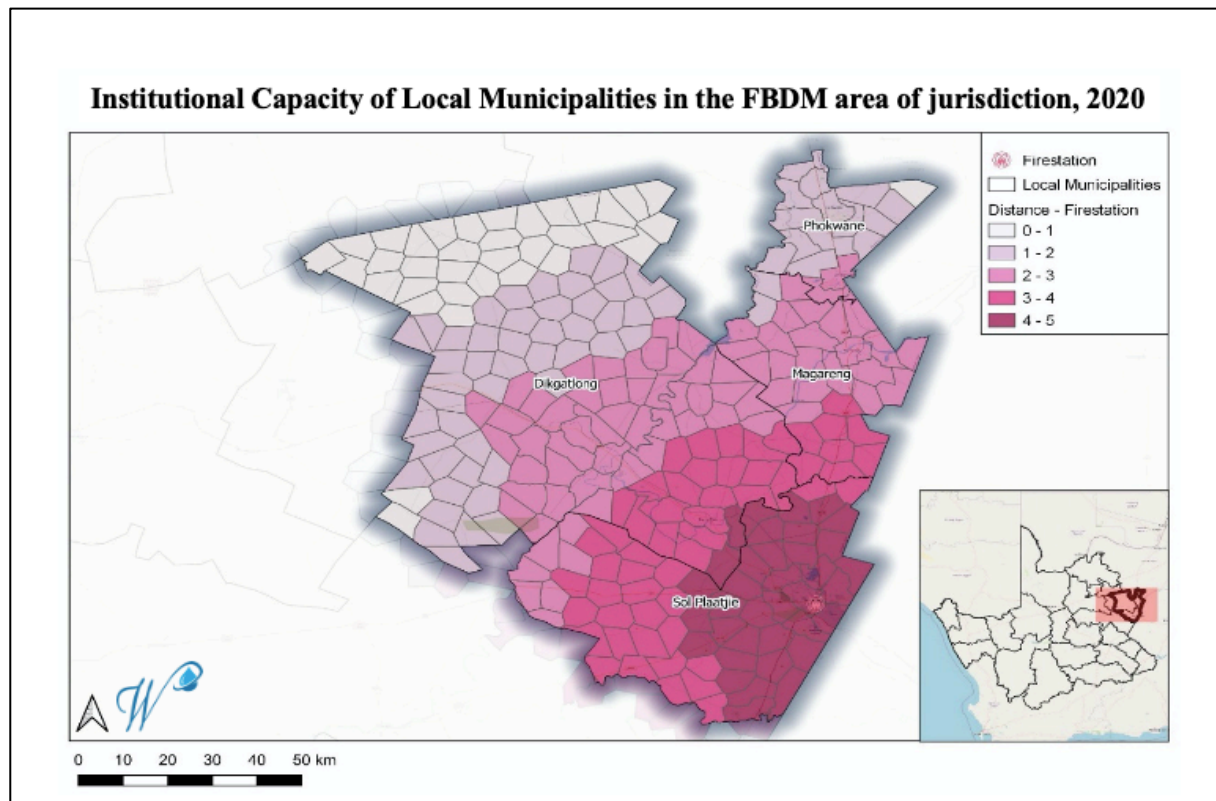 Institutional Capacity of Local Municipalities in the FBDM area of jurisdiction, 2020
Firestation
Local Municipalities
Distance - Firestation
0 - 1
1 - 2
2 - 3
3 - 4
4 - 5
Phokwane
Dikgatlong
Magareng
Sol Plaatjie
W
0 10 20 30 40 50 km